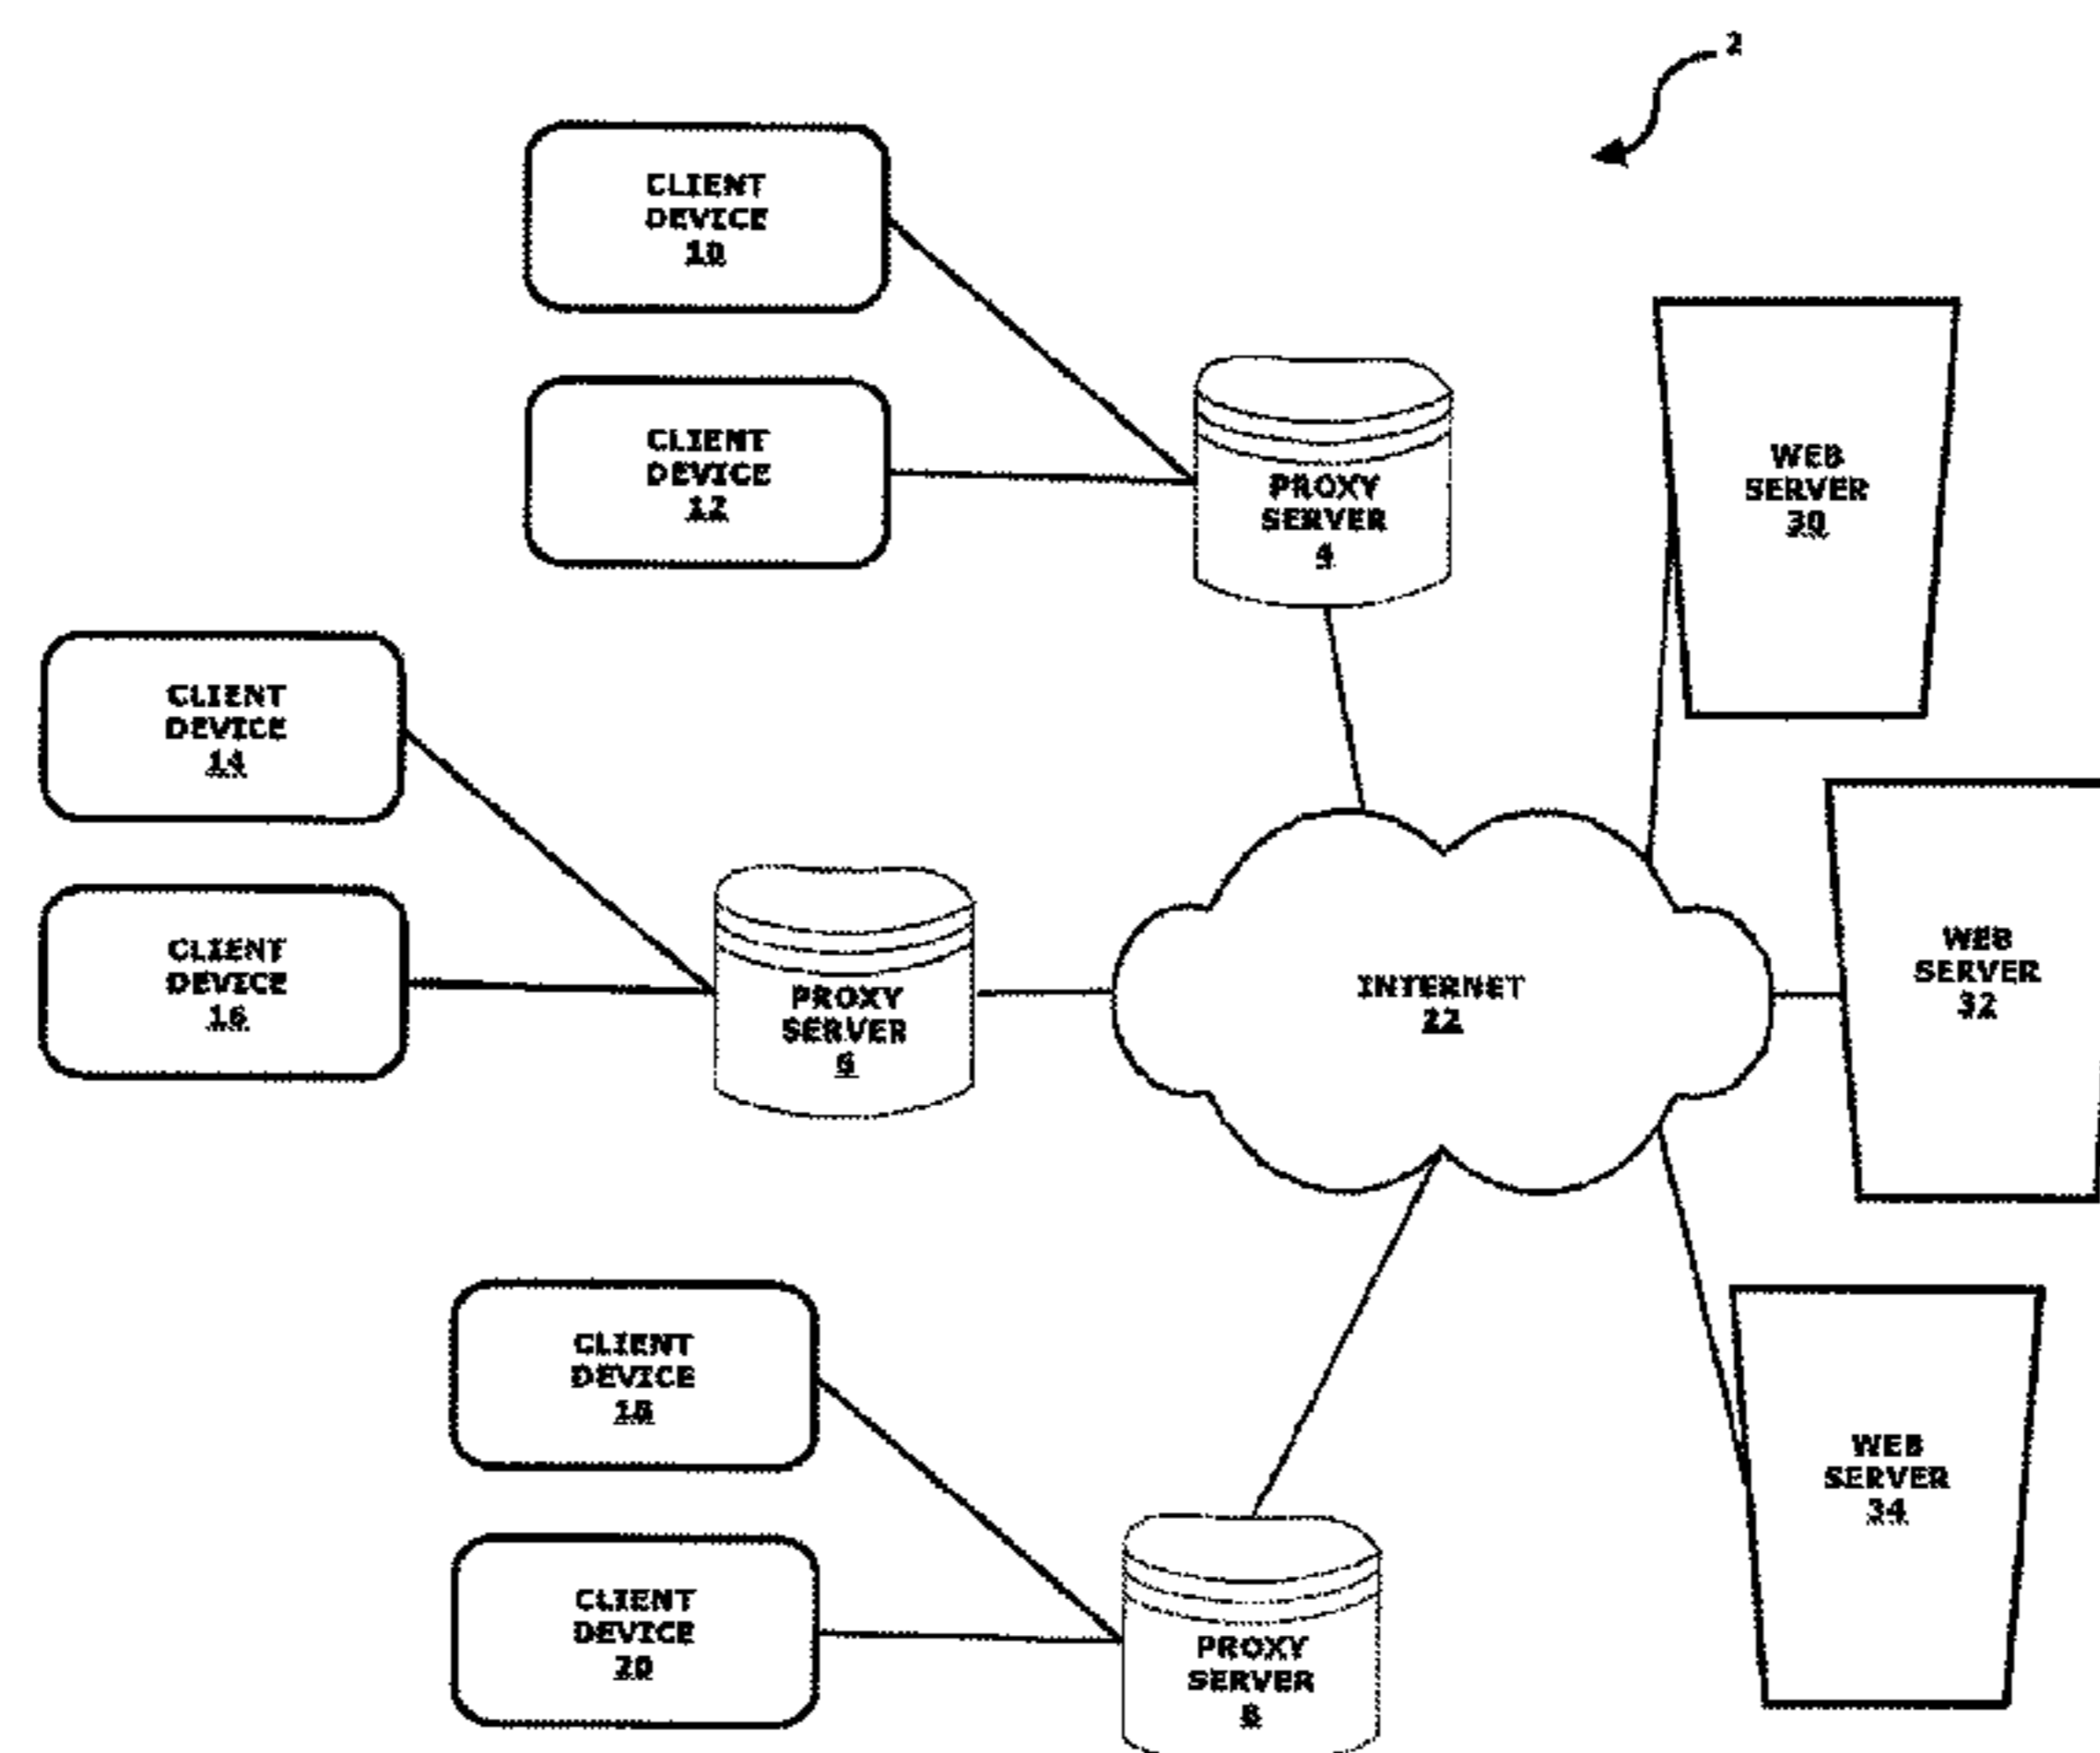 2
CLIENT
DEVICE
10
CLIENT
DEVICE
12
PROXY
SERVER
4
WEB
SERVER
30
CLIENT
DEVICE
14
CLIENT
DEVICE
16
PROXY
SERVER
6
INTERNET
22
WEB
SERVER
32
CLIENT
DEVICE
18
CLIENT
DEVICE
20
PROXY
SERVER
8
WEB
SERVER
34